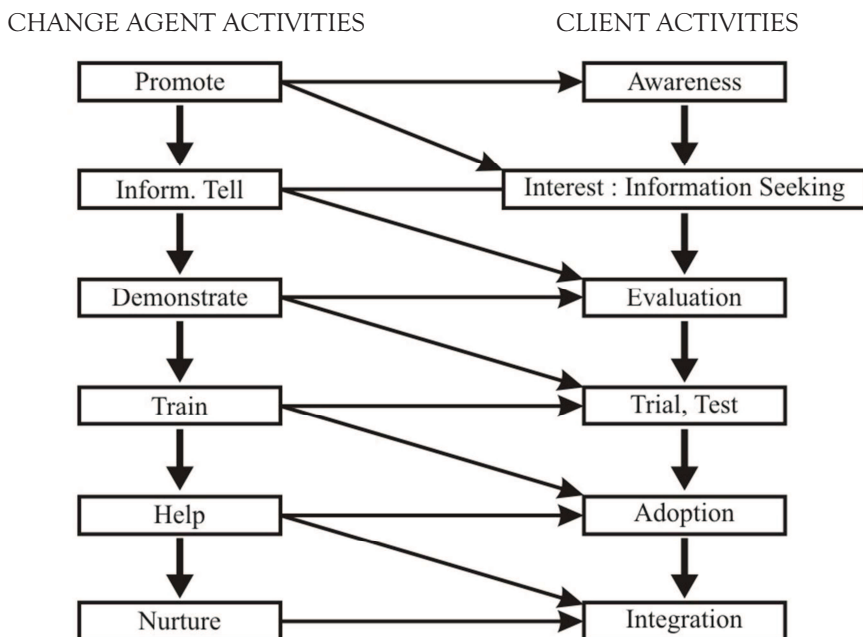 CHANGE AGENT ACTIVITIES CLIENT ACTIVITIES
Promote Awareness
Inform. Tell Interest : Information Seeking
Demonstrate Evaluation
Train Trial, Test
Help Adoption
Nurture Integration